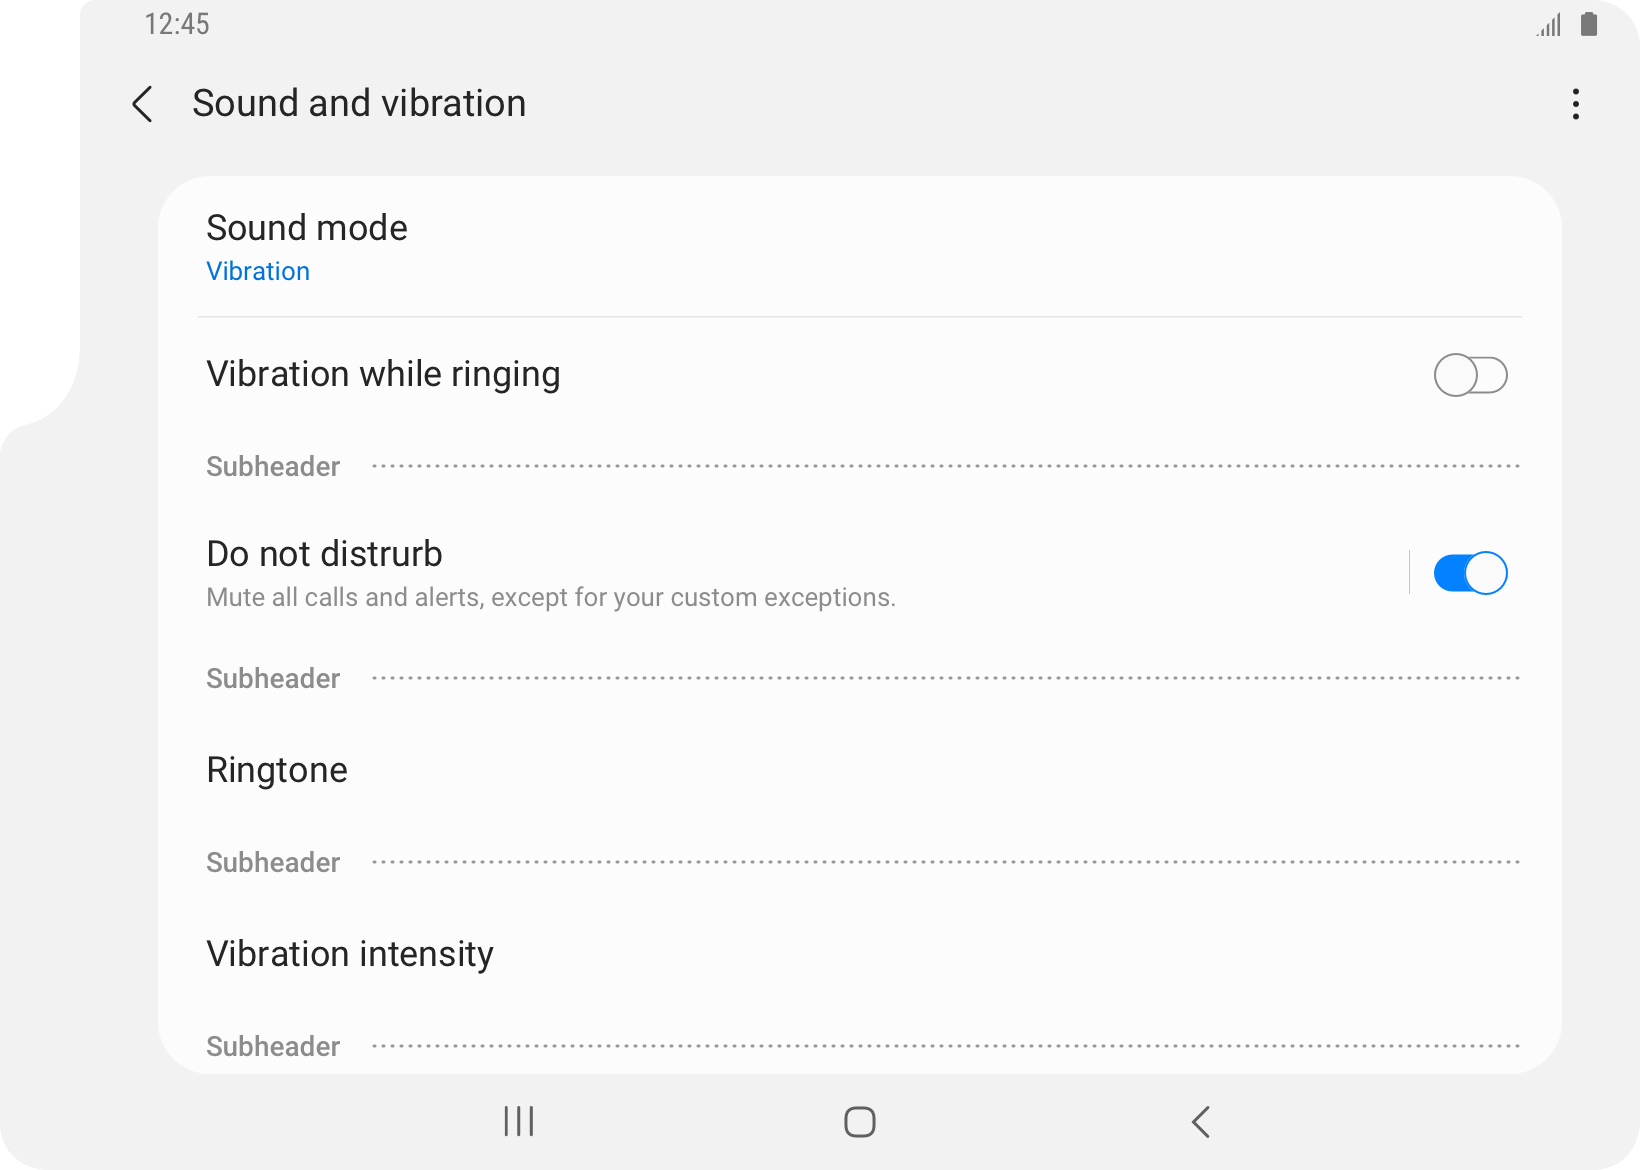 12:45
Sound and vibration
Sound mode
Vibration
Vibration while ringing
Subheader
Do not distrurb
Mute all calls and alerts, except for your custom exceptions.
Subheader
Ringtone
Subheader
Vibration intensity
Subheader